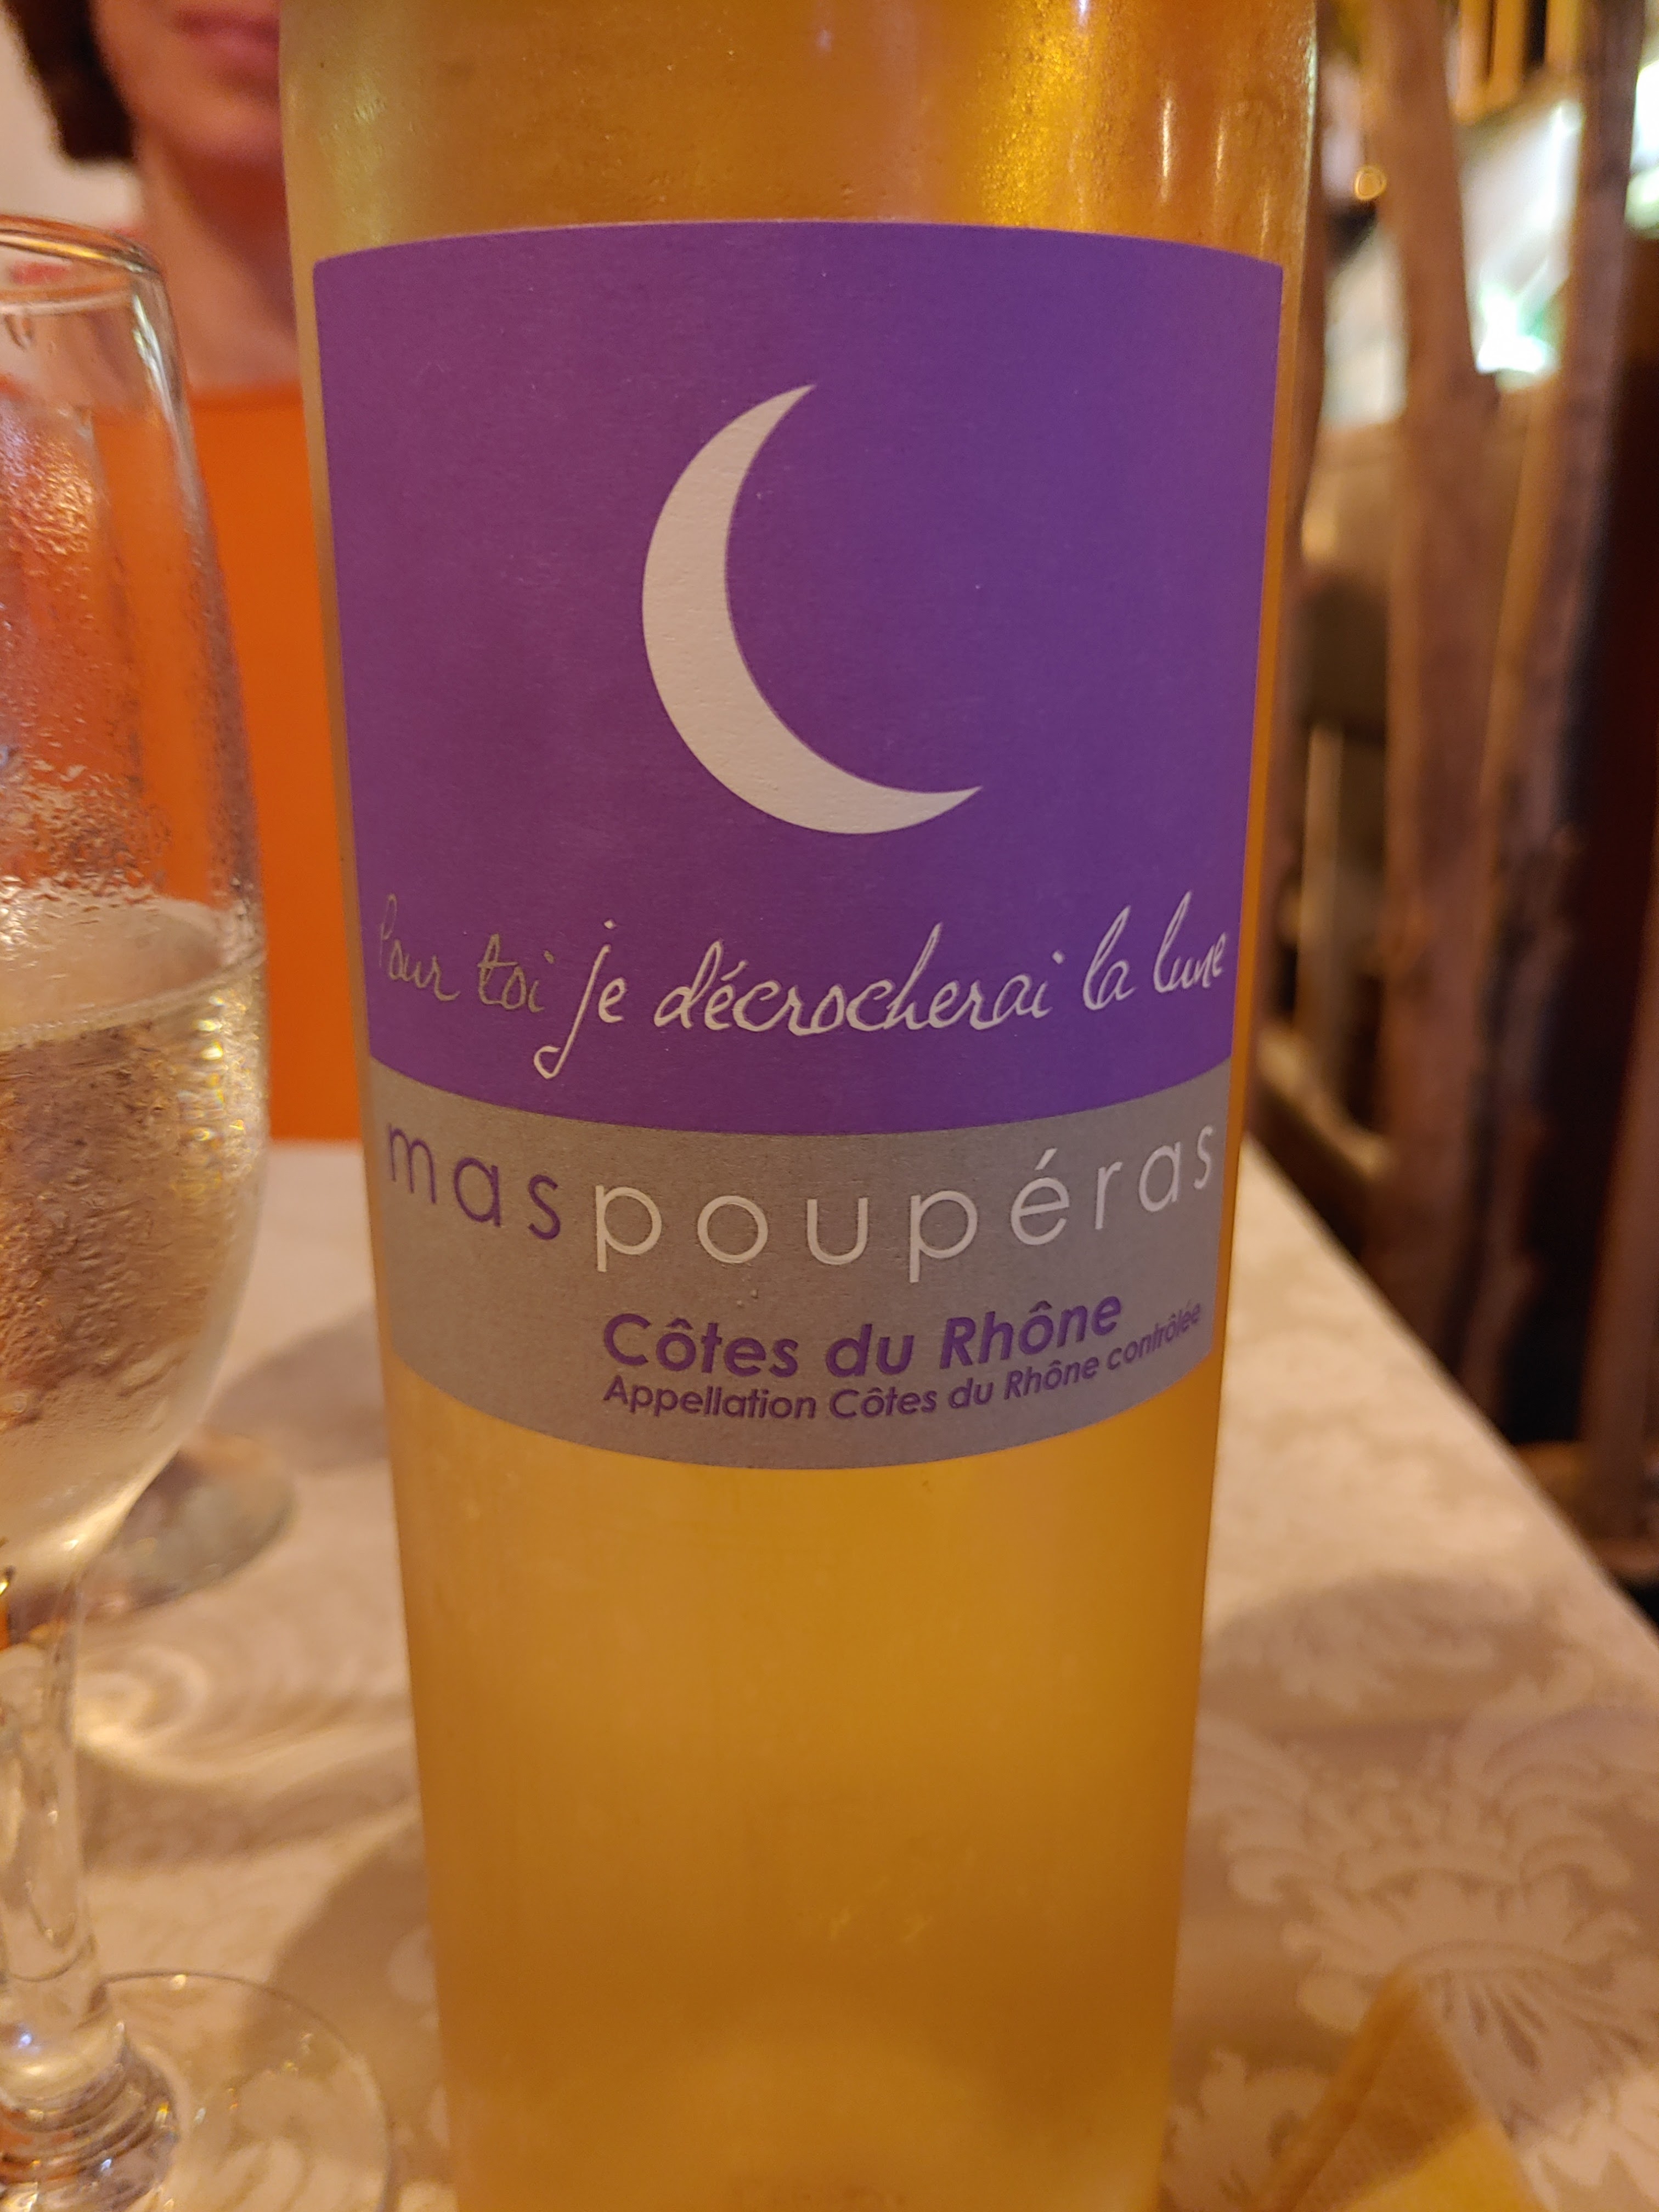 Pour toi je décrocherai la lune
maspoupéras
Côtes du Rhône
Appellation Côtes du Rhône contrôlée